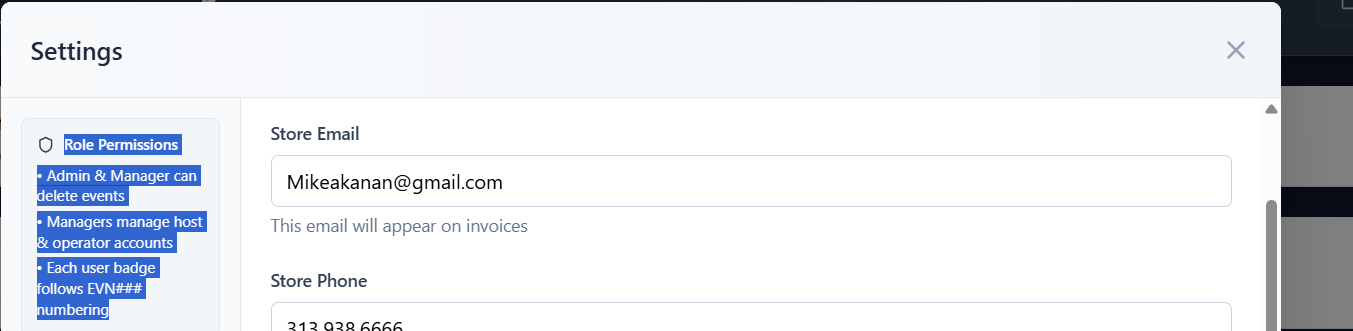 Settings
Role Permissions
• Admin & Manager can
delete events
• Managers manage host
& operator accounts
• Each user badge
follows EVN###
numbering
Store Email
Mikeakanan@gmail.com
This email will appear on invoices
Store Phone
313.938.6666